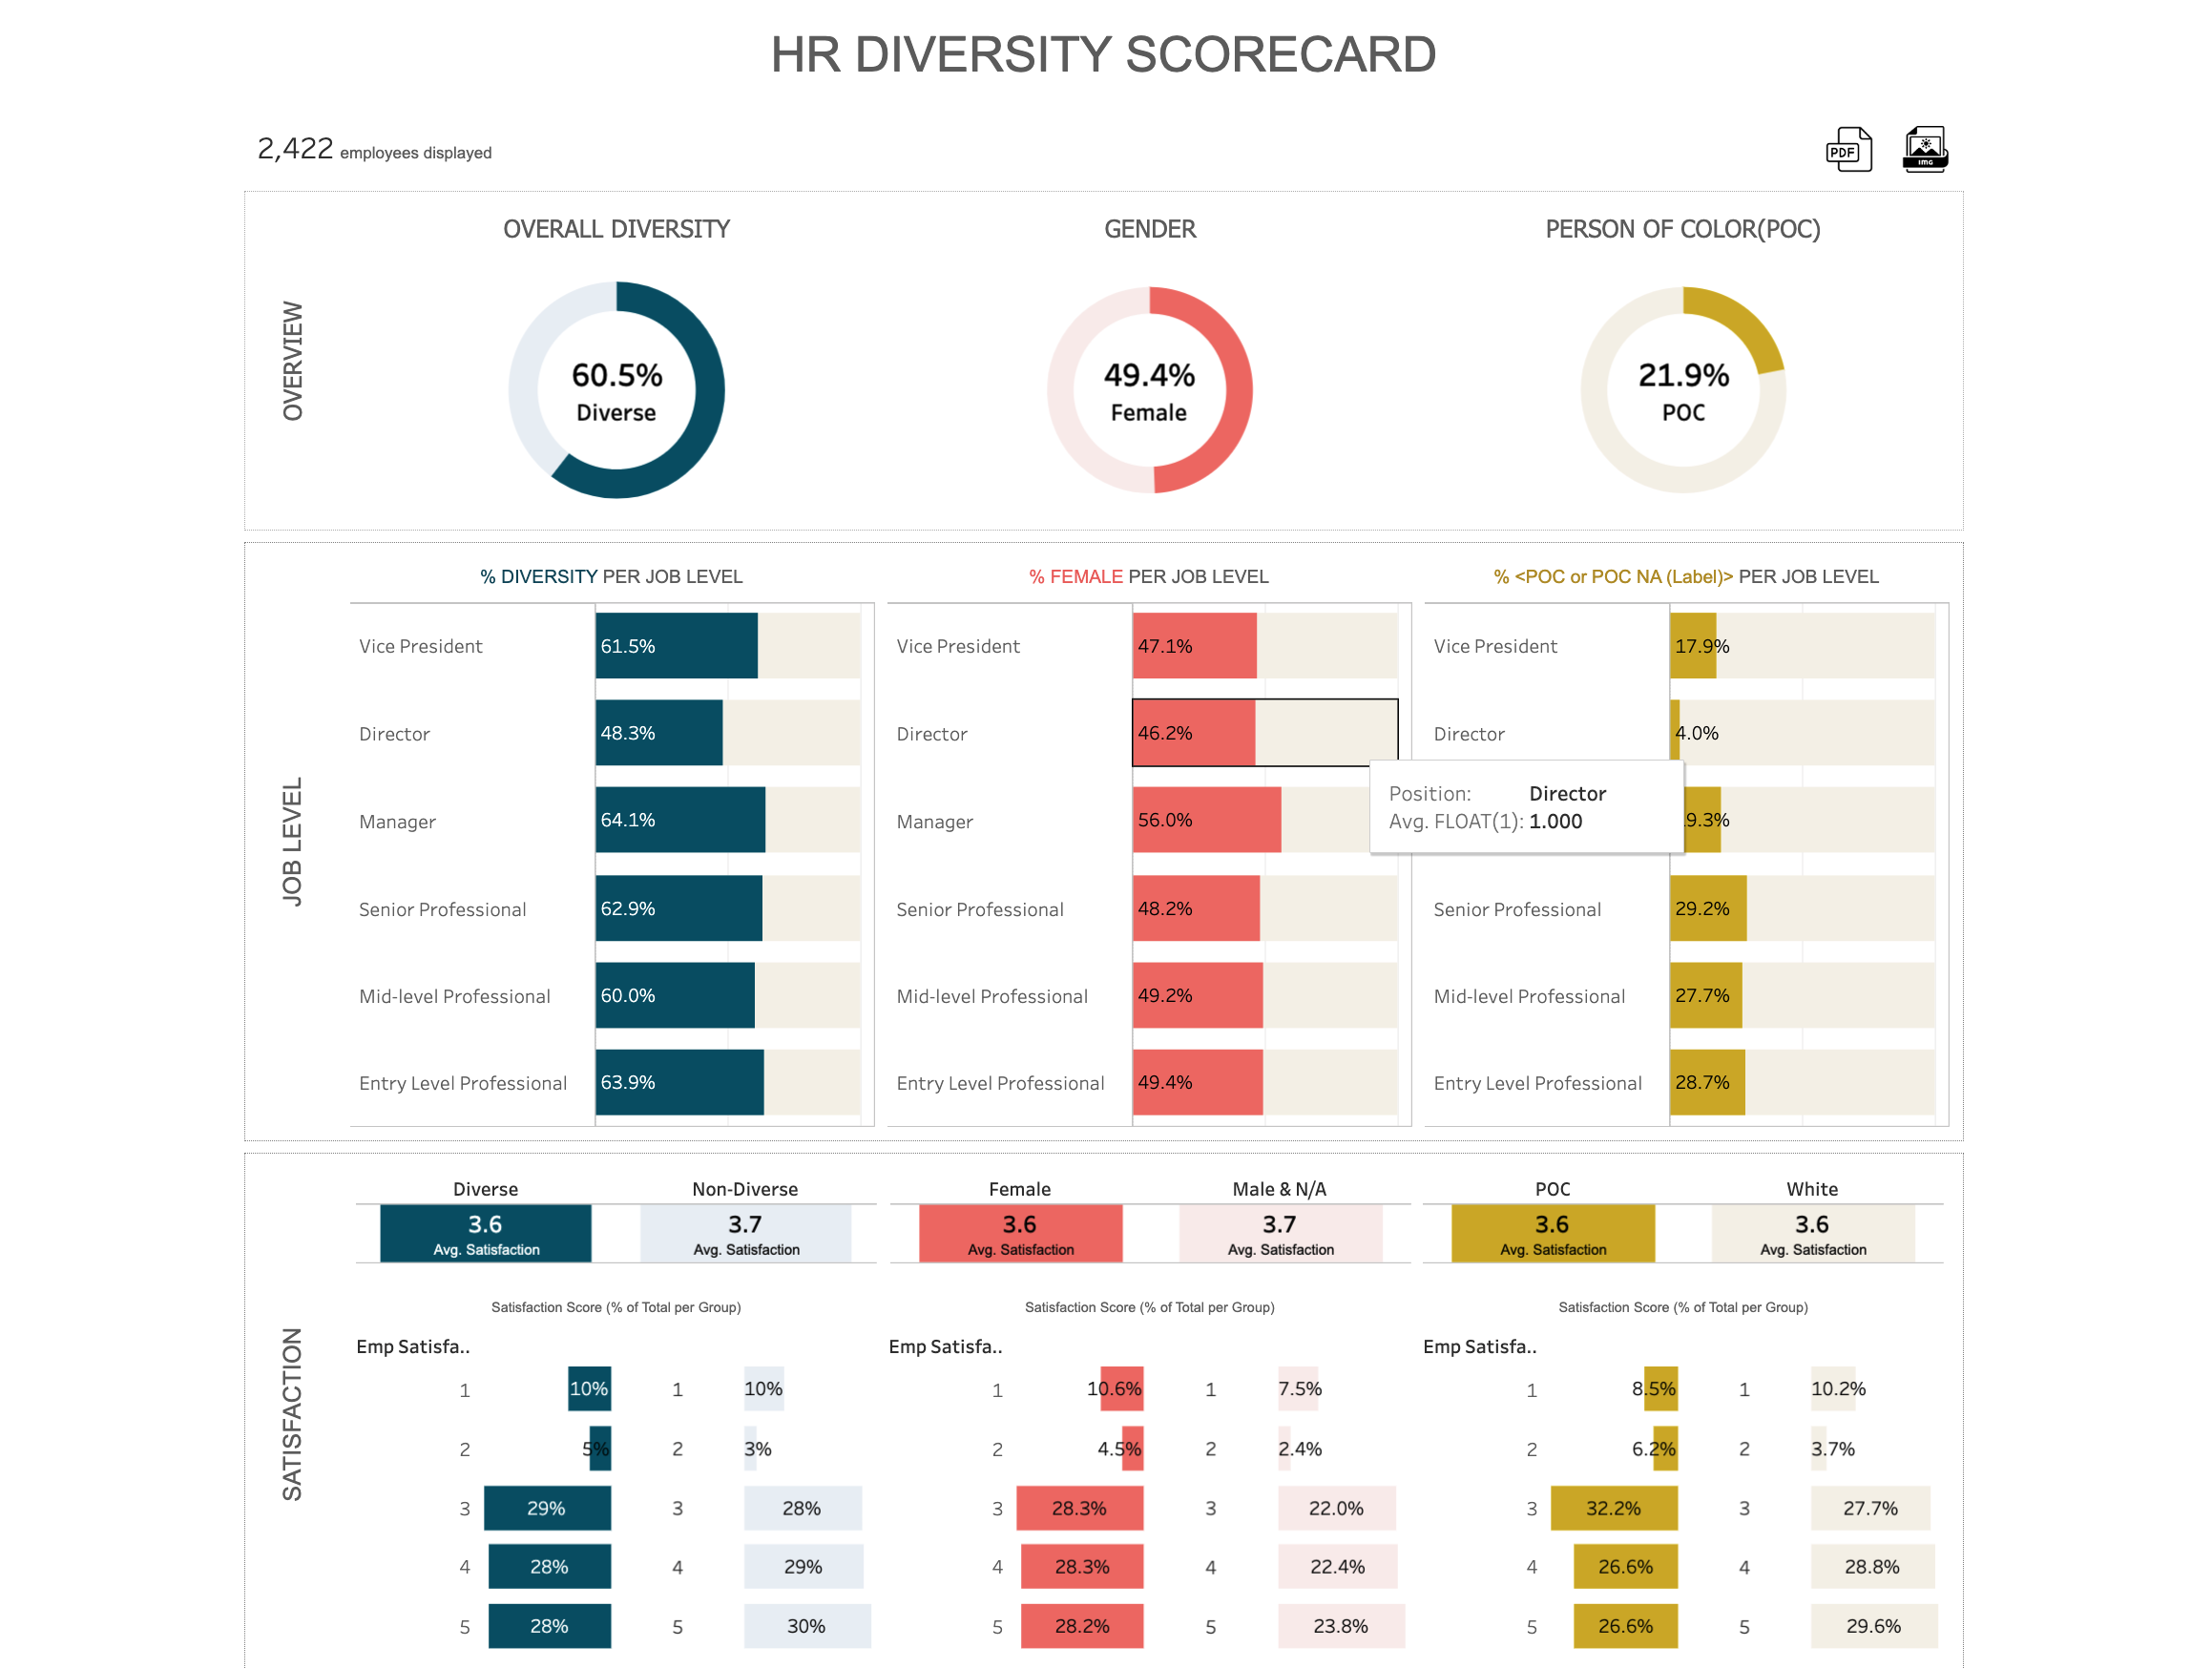 HR DIVERSITY SCORECARD
2,422 employees displayed
PDF
IMG
OVERVIEW
OVERALL DIVERSITY
60.5%
Diverse
GENDER
49.4%
Female
PERSON OF COLOR(POC)
21.9%
POC
JOB LEVEL
% DIVERSITY PER JOB LEVEL
Vice President 61.5%
Director 48.3%
Manager 64.1%
Senior Professional 62.9%
Mid-level Professional 60.0%
Entry Level Professional 63.9%
% FEMALE PER JOB LEVEL
Vice President 47.1%
Director 46.2%
Manager 56.0%
Senior Professional 48.2%
Mid-level Professional 49.2%
Entry Level Professional 49.4%
% <POC or POC NA (Label)> PER JOB LEVEL
Vice President 17.9%
Director 4.0%
9.3%
Senior Professional 29.2%
Mid-level Professional 27.7%
Entry Level Professional 28.7%
Position: Director
Avg. FLOAT(1): 1.000
SATISFACTION
Diverse Non-Diverse
3.6 3.7
Avg. Satisfaction Avg. Satisfaction
Satisfaction Score (% of Total per Group)
Emp Satisfa..
1 10% 1 10%
2 5% 2 3%
3 29% 3 28%
4 28% 4 29%
5 28% 5 30%
Female Male & N/A
3.6 3.7
Avg. Satisfaction Avg. Satisfaction
Satisfaction Score (% of Total per Group)
Emp Satisfa..
1 10.6% 1 7.5%
2 4.5% 2 2.4%
3 28.3% 3 22.0%
4 28.3% 4 22.4%
5 28.2% 5 23.8%
POC White
3.6 3.6
Avg. Satisfaction Avg. Satisfaction
Satisfaction Score (% of Total per Group)
Emp Satisfa..
1 8.5% 1 10.2%
2 6.2% 2 3.7%
3 32.2% 3 27.7%
4 26.6% 4 28.8%
5 26.6% 5 29.6%